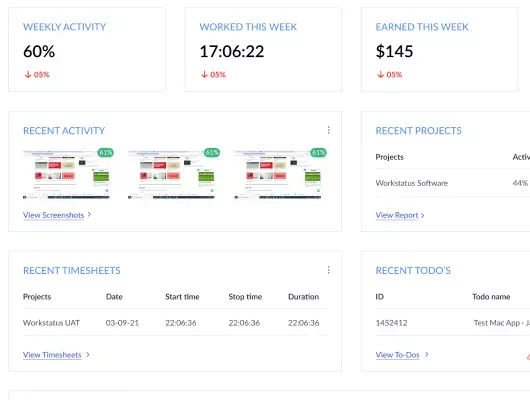 WEEKLY ACTIVITY
60%
↓ 05%
WORKED THIS WEEK
17:06:22
↓ 05%
EARNED THIS WEEK
$145
↓ 05%
RECENT ACTIVITY
61% 61% 61%
View Screenshots >
RECENT PROJECTS
Projects Activ
Workstatus Software 44%
View Report >
RECENT TIMESHEETS
Projects Date Start time Stop time Duration
Workstatus UAT 03-09-21 22:06:36 22:06:36 22:06:36
View Timesheets >
RECENT TODO'S
ID Todo name
1452412 Test Mac App - J
View To-Dos >